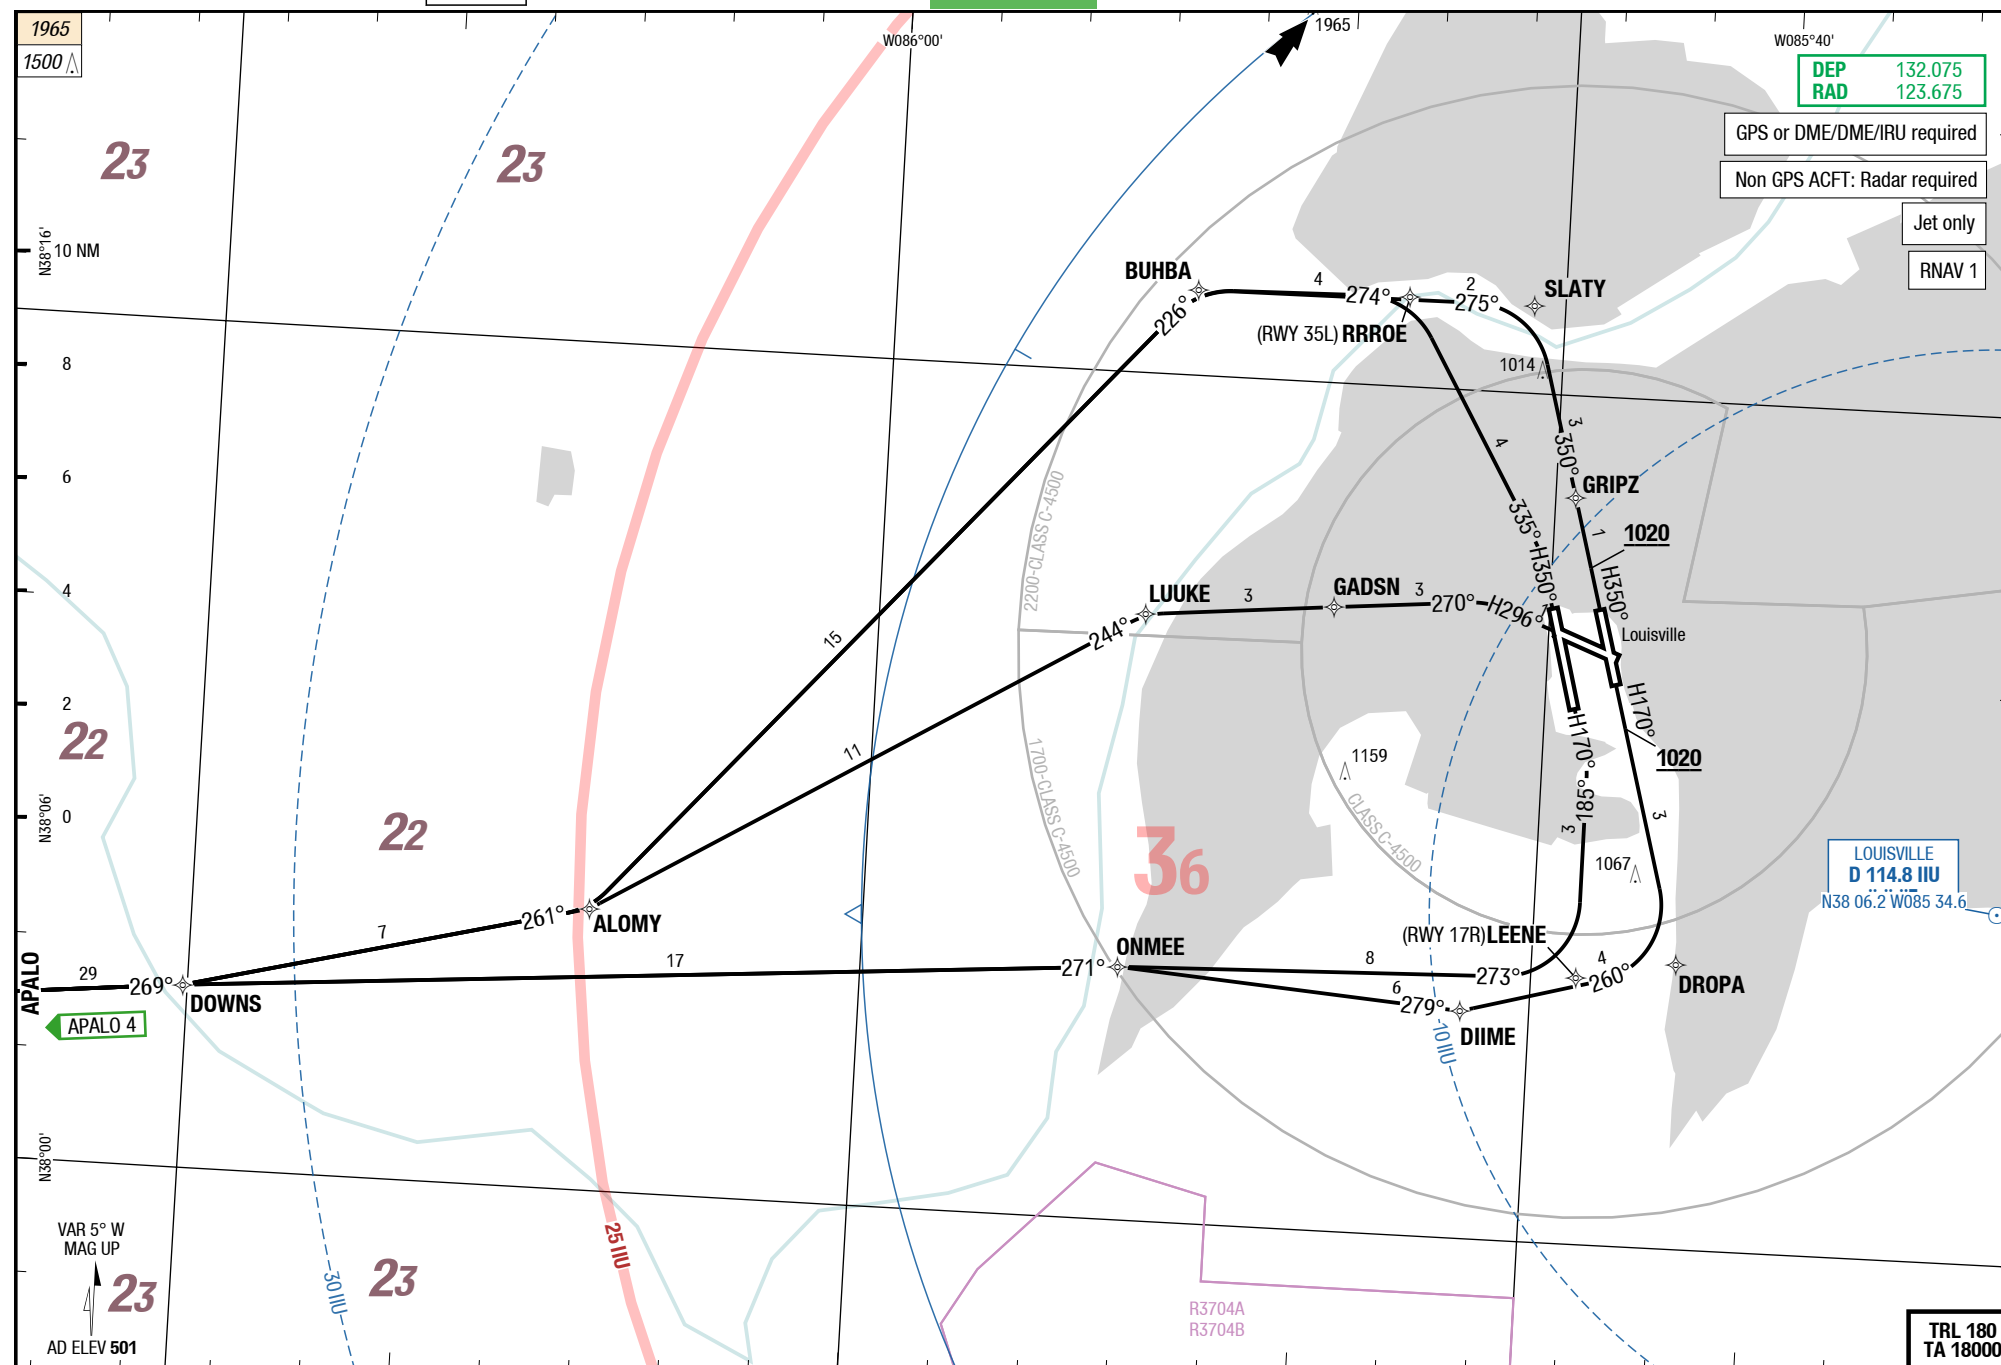 1965
1500
W086°00'
1965
W085°40'
DEP 132.075
RAD 123.675
GPS or DME/DME/IRU required
Non GPS ACFT: Radar required
Jet only
RNAV 1
23
23
N38°16'
10 NM
BUHBA
4
274°
2
275°
SLATY
226°
(RWY 35L) RRROE
8
1014
3
350°
4
6
GRIPZ
335°
H350°
1
1020
H350°
2200-CLASS C-4500
4
LUUKE
3
GADSN
3
270°
H296°
1
Louisville
244°
15
2
22
11
H170°
H170°
1020
1159
1700-CLASS C-4500
CLASS C-4500
185°
3
3
N38°06'
0
22
36
1067
LOUISVILLE
D 114.8 IIU
N38 06.2 W085 34.6
261°
ALOMY
7
(RWY 17R) LEENE
ONMEE
APALO
29
269°
DOWNS
17
271°
8
273°
4
260°
DROPA
6
279°
DIIME
APALO 4
10 IIU
N38°00'
VAR 5° W
MAG UP
23
23
25 IIU
30 IIU
R3704A
R3704B
AD ELEV 501
TRL 180
TA 18000